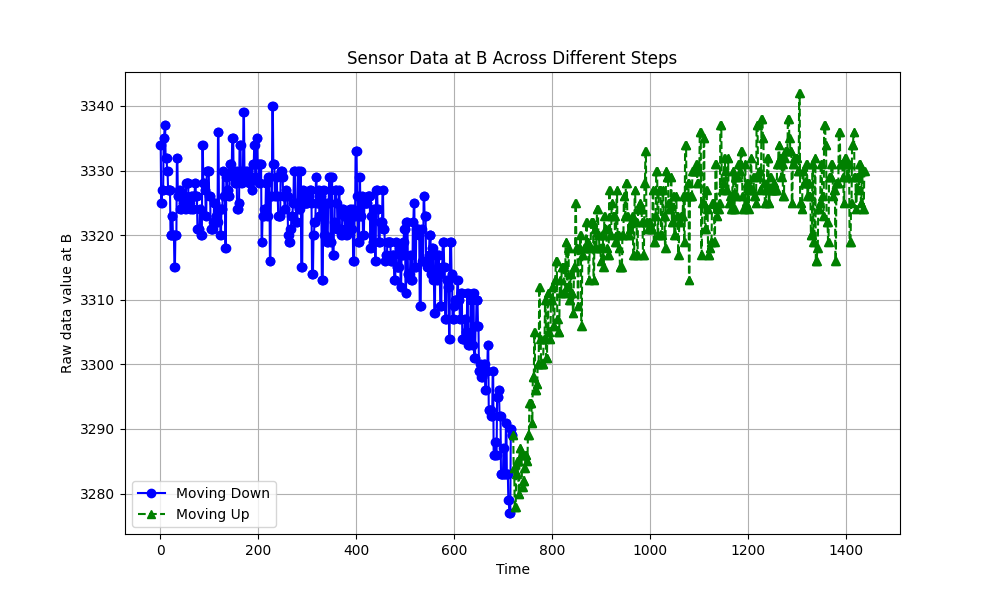 Sensor Data at B Across Different Steps
Raw data value at B
3340
3330
3320
3310
3300
3290
3280
Moving Down
Moving Up
0 200 400 600 800 1000 1200 1400
Time